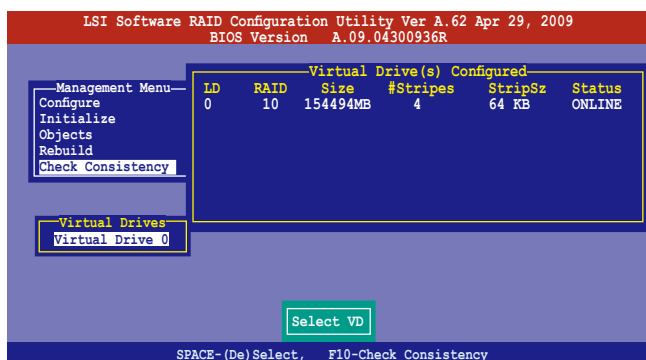 LSI Software RAID Configuration Utility Ver A.62 Apr 29, 2009
BIOS Version A.09.04300936R
Management Menu
Configure
Initialize
Objects
Rebuild
Check Consistency
Virtual Drive(s) Configured
LD RAID Size #Stripes StripSz Status
0 10 154494MB 4 64 KB ONLINE
Virtual Drives
Virtual Drive 0
Select VD
SPACE-(De)Select, F10-Check Consistency